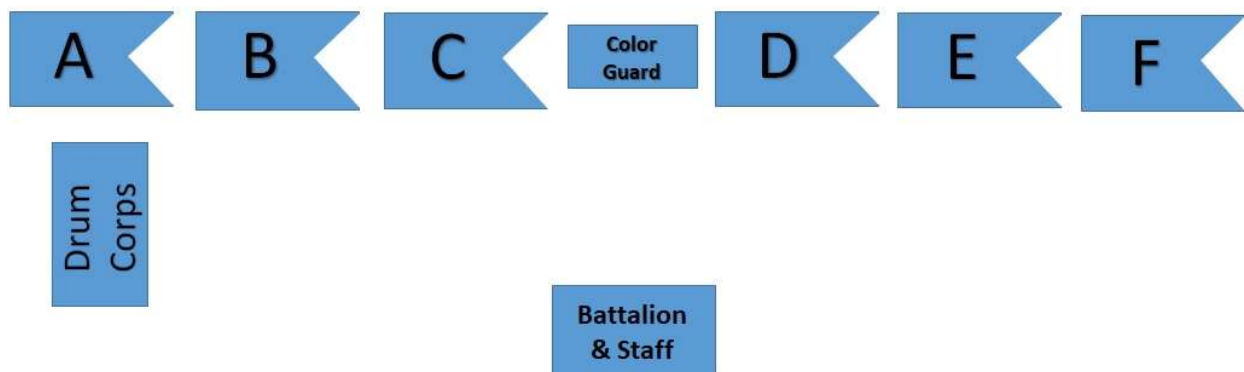 A
B
C
Color
Guard
D
E
F
Drum
Corps
Battalion
& Staff